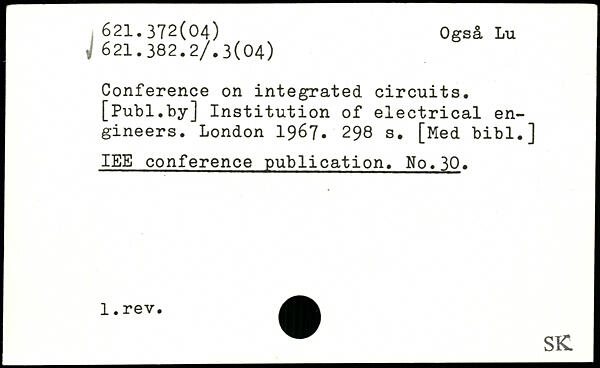 621.372(04) Også Lu
621.382.2/.3(04)
Conference on integrated circuits.
[Publ.by] Institution of electrical en-
gineers. London 1967. 298 s. [Med bibl.]
IEE conference publication. No.30.
1.rev.
SK